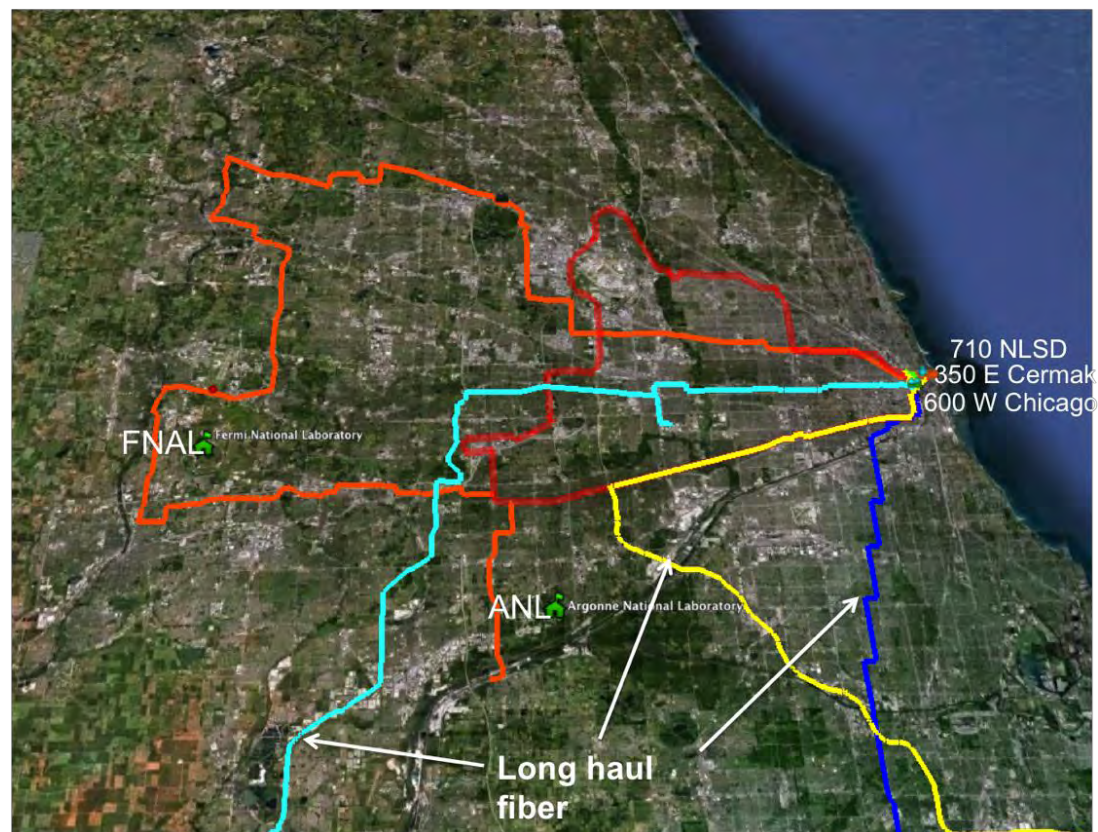 710 NLSD
350 E Cermak
600 W Chicago
FNAL
Fermi National Laboratory
ANL
Argonne National Laboratory
Long haul
fiber